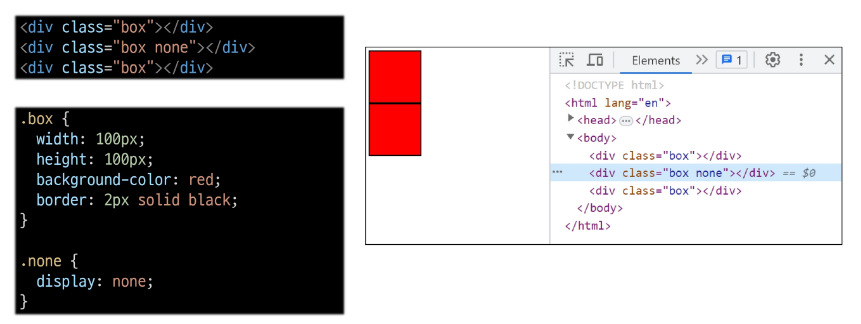 <div class="box"></div>
<div class="box none"></div>
<div class="box"></div>
.box {
  width: 100px;
  height: 100px;
  background-color: red;
  border: 2px solid black;
}
.none {
  display: none;
}
Elements 1
<!DOCTYPE html>
<html lang="en">
<head> … </head>
<body>
<div class="box"></div>
… <div class="box none"></div> == $0
<div class="box"></div>
</body>
</html>